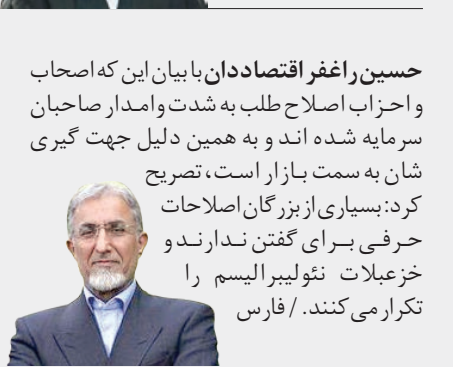 حسین راغفر اقتصاددان با بیان این که اصحاب
و احزاب اصلاح طلب به شدت وامدار صاحبان
سرمایه شده اند و به همین دلیل جهت گیری
شان به سمت بازار است، تصریح
کرد: بسیاری از بزرگان اصلاحات
حرفی برای گفتن ندارند و
خزعبلات نئولیبرالیسم را
تکرار می کنند. / فارس